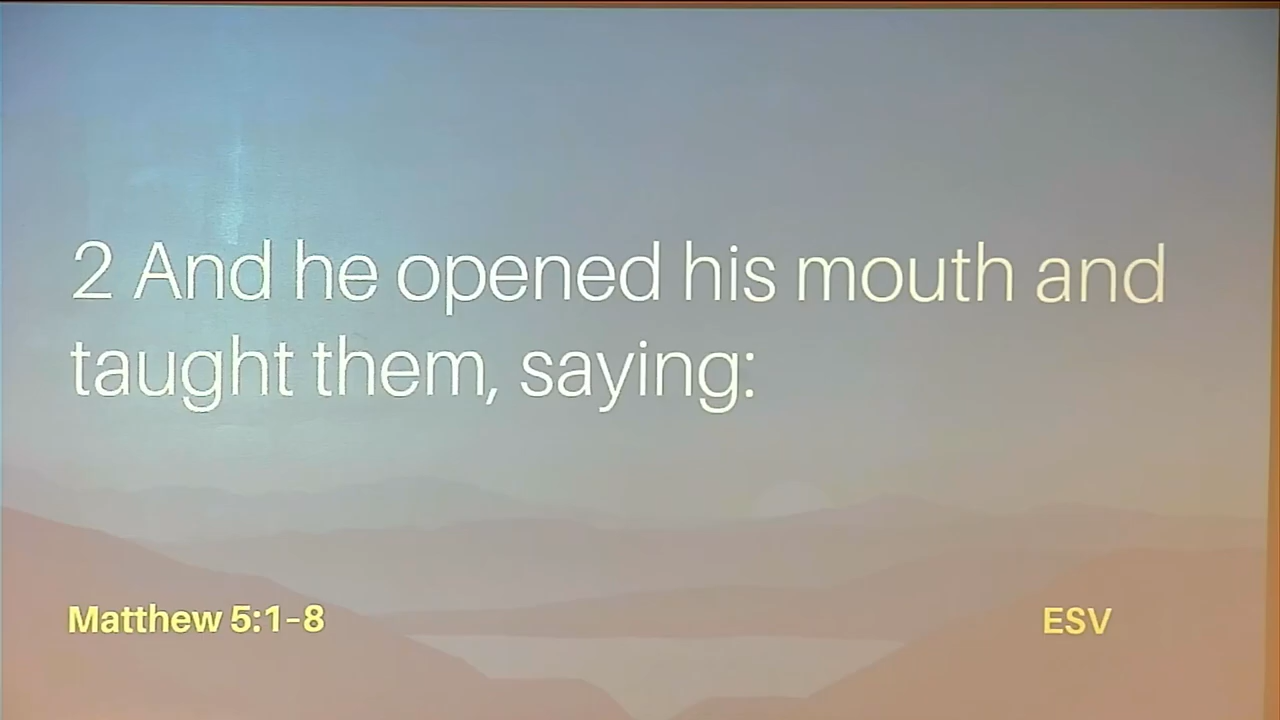 2 And he opened his mouth and
taught them, saying:
Matthew 5:1–8
ESV